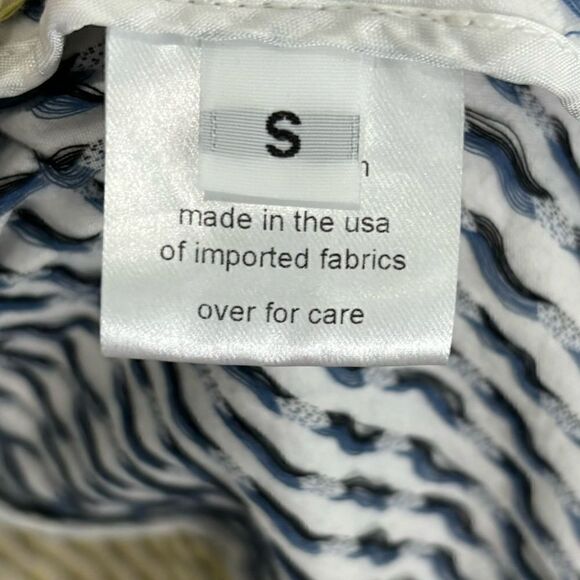 S
made in the usa
of imported fabrics
over for care